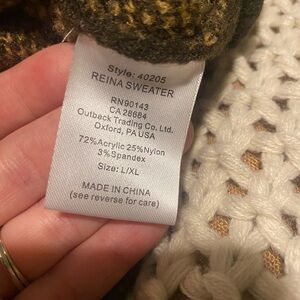 Style: 40205
REINA SWEATER
RN90143
CA 28684
Outback Trading Co. Ltd.
Oxford, PA USA
72%Acrylic 25%Nylon
3%Spandex
Size: L/XL
MADE IN CHINA
(see reverse for care)